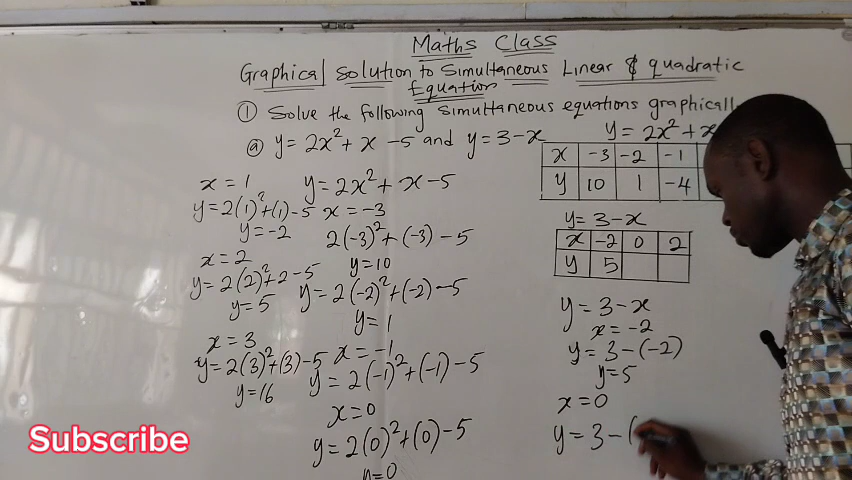 Maths Class
Graphical Solution to Simultaneous Linear & quadratic
Equation
① Solve the following simultaneous equations graphically
ⓐ y = 2x² + x - 5 and y = 3 - x
x = 1
y = 2(1)² + (1) - 5
y = -2
x = 2
y = 2(2)² + 2 - 5
y = 5
x = 3
y = 2(3)² + (3) - 5
y = 16
y = 2x² + x - 5
x = -3
2(-3)² + (-3) - 5
y = 10
y = 2(-2)² + (-2) - 5
y = 1
x = -1
y = 2(-1)² + (-1) - 5
x = 0
y = 2(0)² + (0) - 5
y = 0
y = 2x² + x
x -3 -2 -1
y 10 1 -4
y = 3 - x
x -2 0 2
y 5
y = 3 - x
x = -2
y = 3 - (-2)
y = 5
x = 0
y = 3 - (
Subscribe